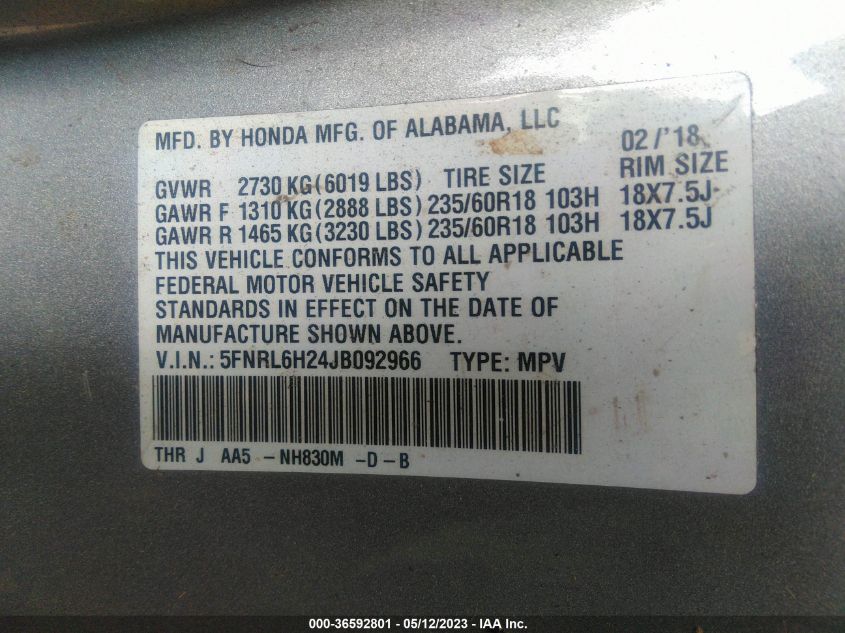 MFD. BY HONDA MFG. OF ALABAMA, LLC 02/'18
GVWR 2730 KG(6019 LBS) TIRE SIZE RIM SIZE
GAWR F 1310 KG(2888 LBS) 235/60R18 103H 18X7.5J
GAWR R 1465 KG(3230 LBS) 235/60R18 103H 18X7.5J
THIS VEHICLE CONFORMS TO ALL APPLICABLE
FEDERAL MOTOR VEHICLE SAFETY
STANDARDS IN EFFECT ON THE DATE OF
MANUFACTURE SHOWN ABOVE.
V.I.N.: 5FNRL6H24JB092966 TYPE: MPV
THR J AA5 -NH830M -D-B
000-36592801 - 05/12/2023 - IAA Inc.